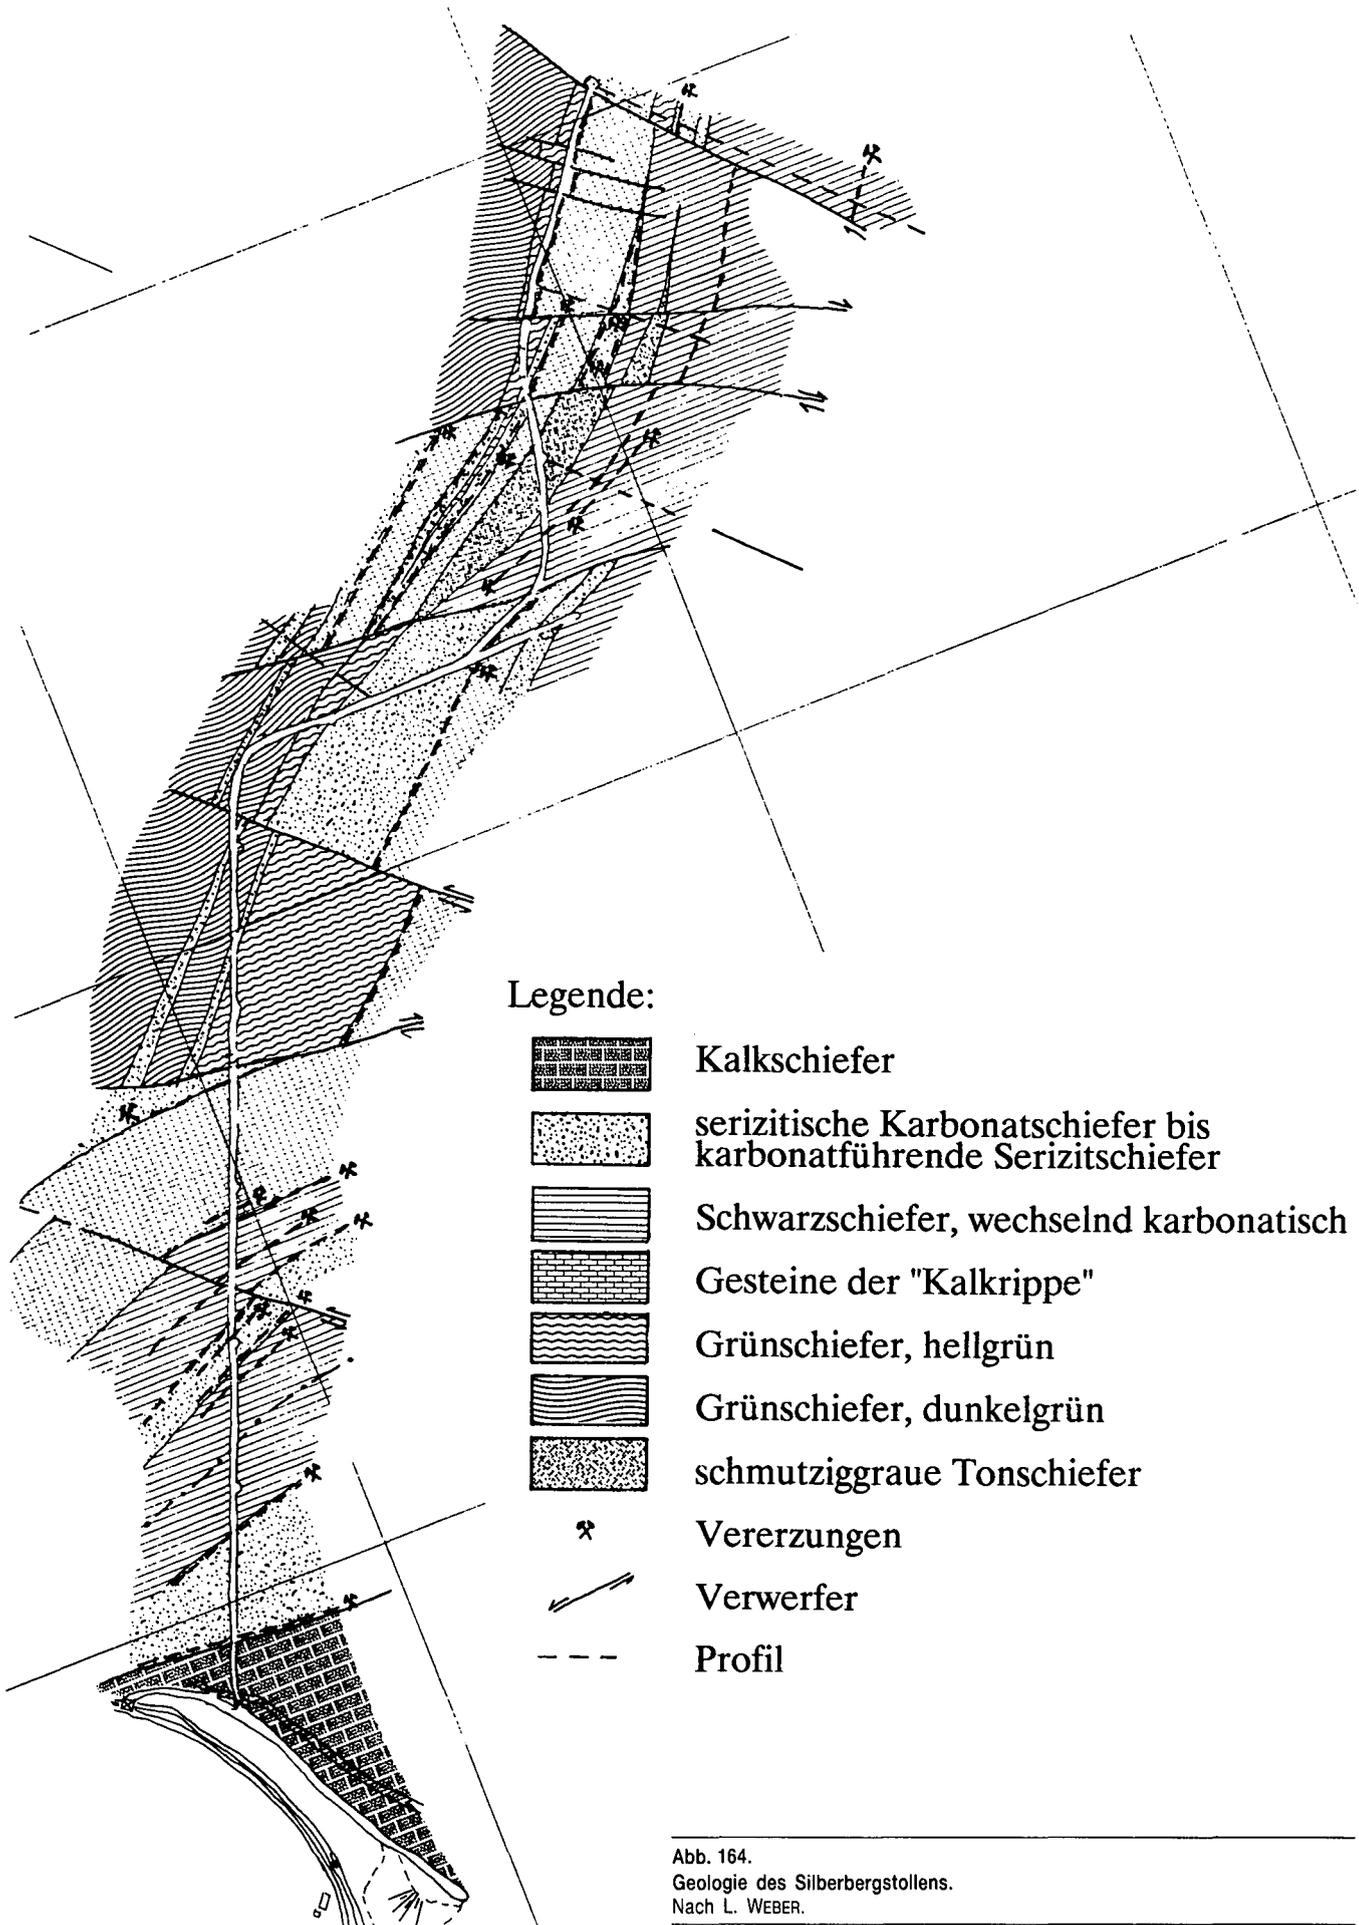 Legende:
Kalkschiefer
serizitische Karbonatschiefer bis
karbonatführende Serizitschiefer
Schwarzschiefer, wechselnd karbonatisch
Gesteine der "Kalkrippe"
Grünschiefer, hellgrün
Grünschiefer, dunkelgrün
schmutziggraue Tonschiefer
Vererzungen
Verwerfer
Profil
Abb. 164.
Geologie des Silberbergstollens.
Nach L. WEBER.